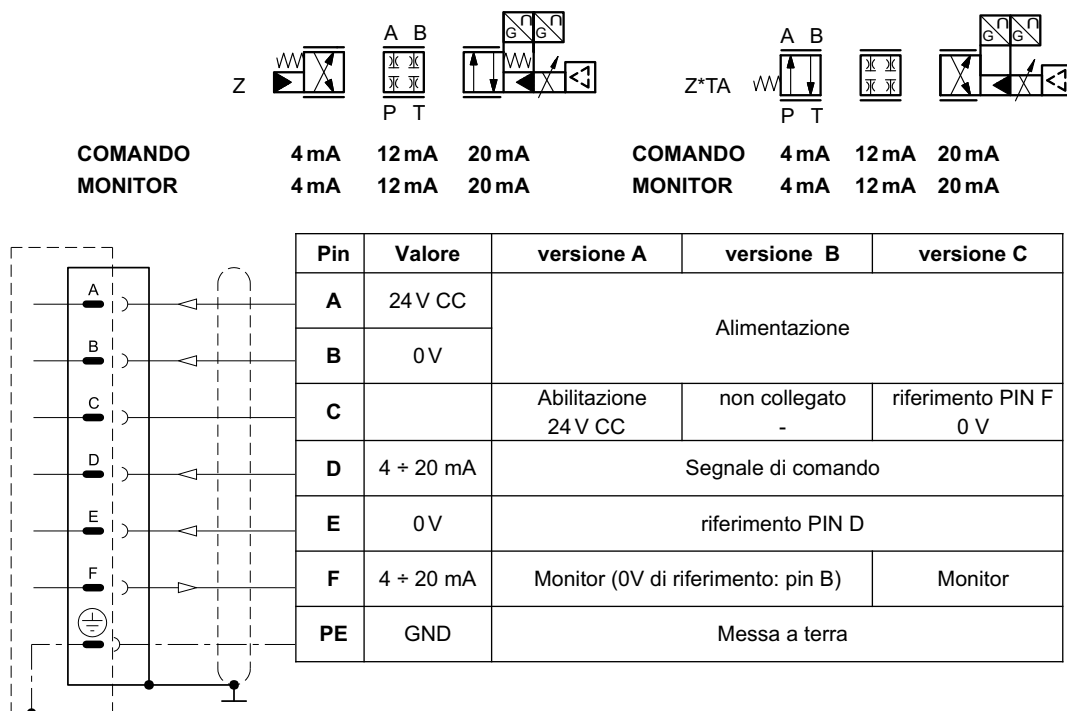 A B
G G
Z
P T
A B
G G
Z*TA
P T
COMANDO 4 mA 12 mA 20 mA
MONITOR 4 mA 12 mA 20 mA
COMANDO 4 mA 12 mA 20 mA
MONITOR 4 mA 12 mA 20 mA
A
B
C
D
E
F
Pin Valore versione A versione B versione C
A 24 V CC Alimentazione
B 0 V
C Abilitazione 24 V CC non collegato - riferimento PIN F 0 V
D 4 ÷ 20 mA Segnale di comando
E 0 V riferimento PIN D
F 4 ÷ 20 mA Monitor (0V di riferimento: pin B) Monitor
PE GND Messa a terra